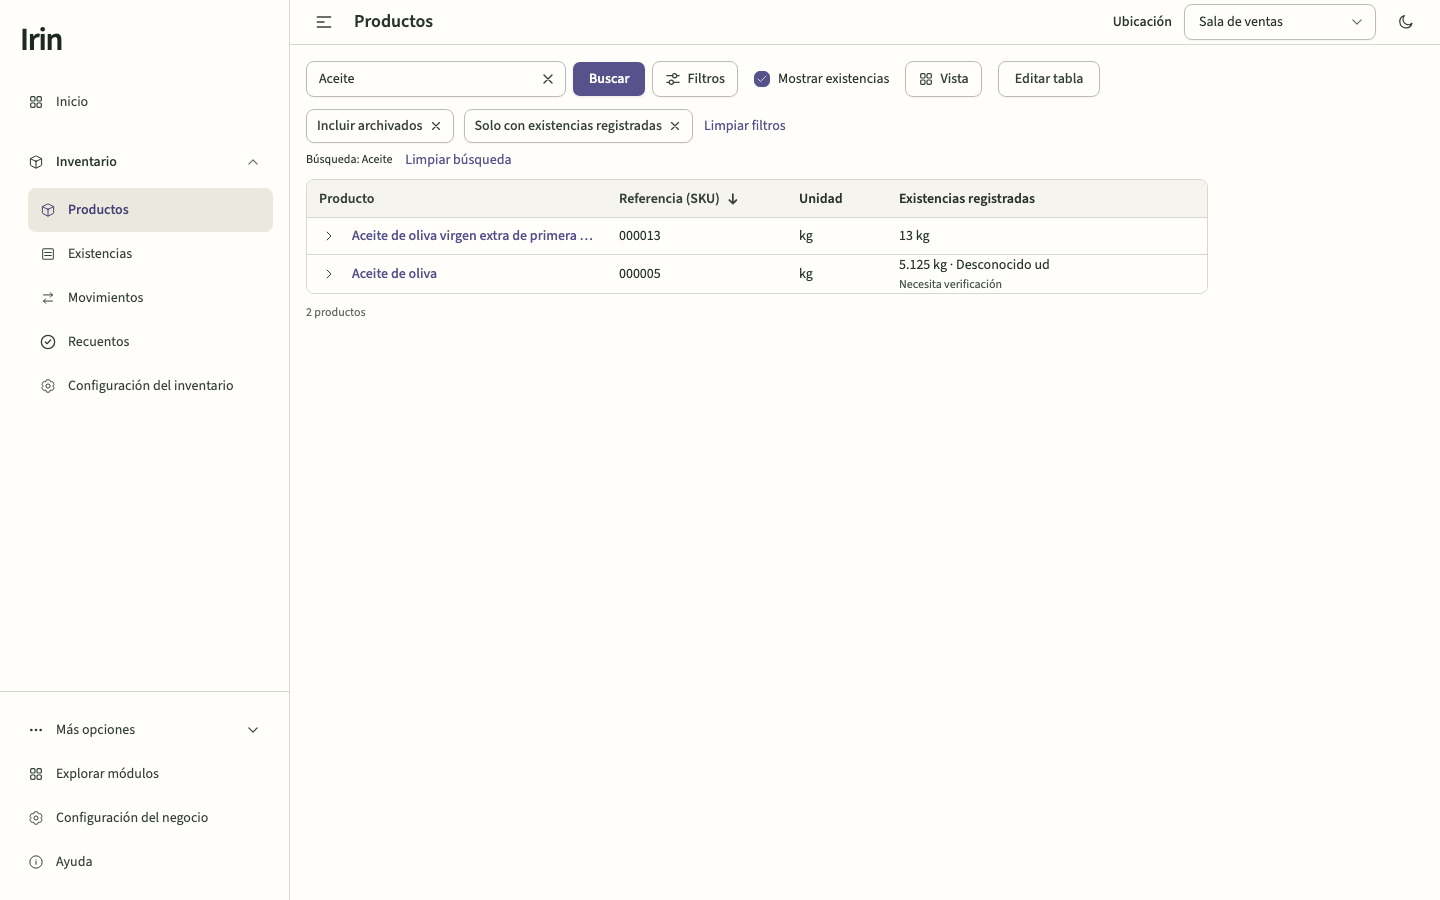 Irin
Inicio
Inventario
Productos
Existencias
Movimientos
Recuentos
Configuración del inventario
Más opciones
Explorar módulos
Configuración del negocio
Ayuda
Productos
Ubicación
Sala de ventas
Aceite
Buscar
Filtros
Mostrar existencias
Vista
Editar tabla
Incluir archivados
Solo con existencias registradas
Limpiar filtros
Búsqueda: Aceite
Limpiar búsqueda
Producto Referencia (SKU) Unidad Existencias registradas
Aceite de oliva virgen extra de primera … 000013 kg 13 kg
Aceite de oliva 000005 kg 5.125 kg · Desconocido ud
Necesita verificación
2 productos